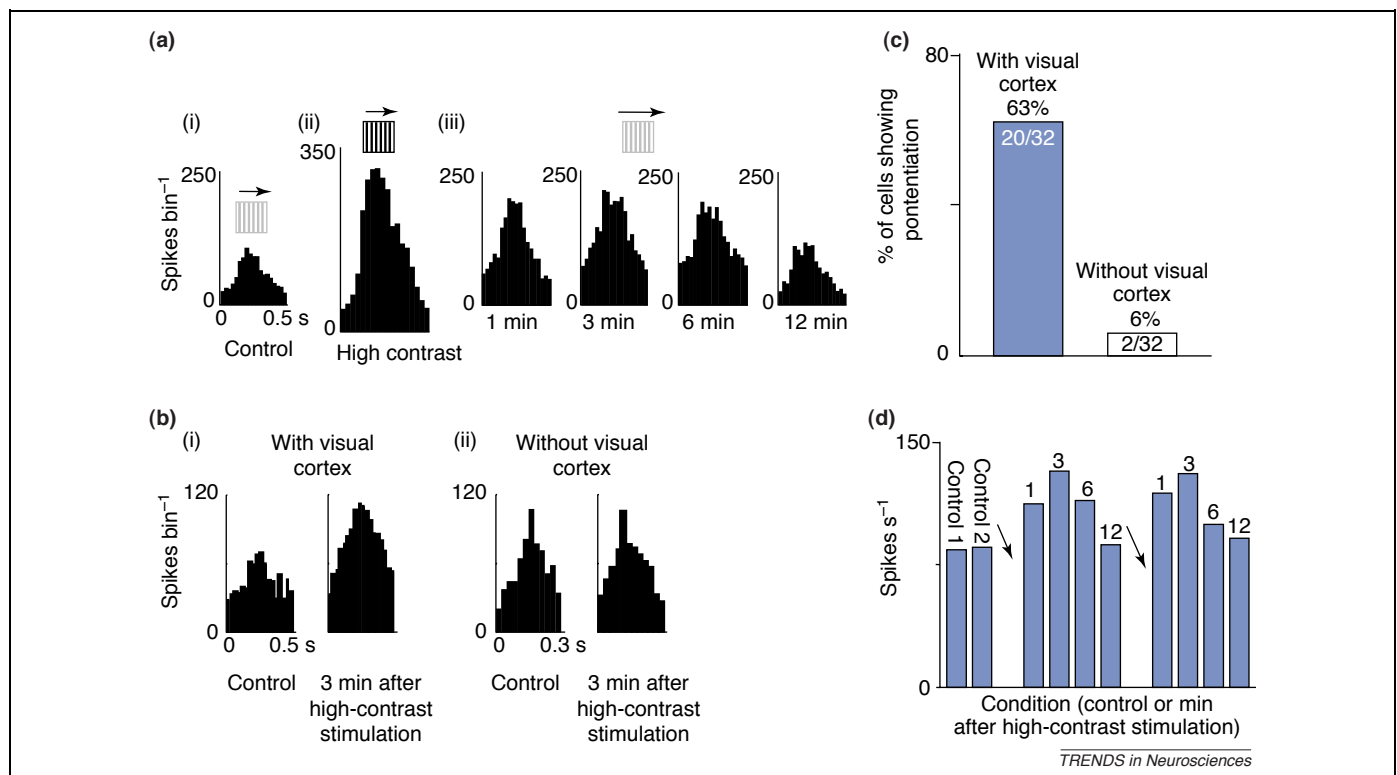 (a)
(i)
250
Spikes bin⁻¹
0
0 0.5 s
Control
(ii)
350
0
High contrast
(iii)
250 250 250 250
0 0 0 0
1 min 3 min 6 min 12 min
(b)
(i) With visual
cortex
120
Spikes bin⁻¹
0
0 0.5 s
Control 3 min after
high-contrast
stimulation
(ii) Without visual
cortex
120
0
0 0.3 s
Control 3 min after
high-contrast
stimulation
(c)
80
% of cells showing
pontentiation
0
With visual
cortex
63%
20/32
Without visual
cortex
6%
2/32
(d)
150
Spikes s⁻¹
0
Control 1
Control 2
1 3 6 12
1 3 6 12
Condition (control or min
after high-contrast stimulation)
TRENDS in Neurosciences